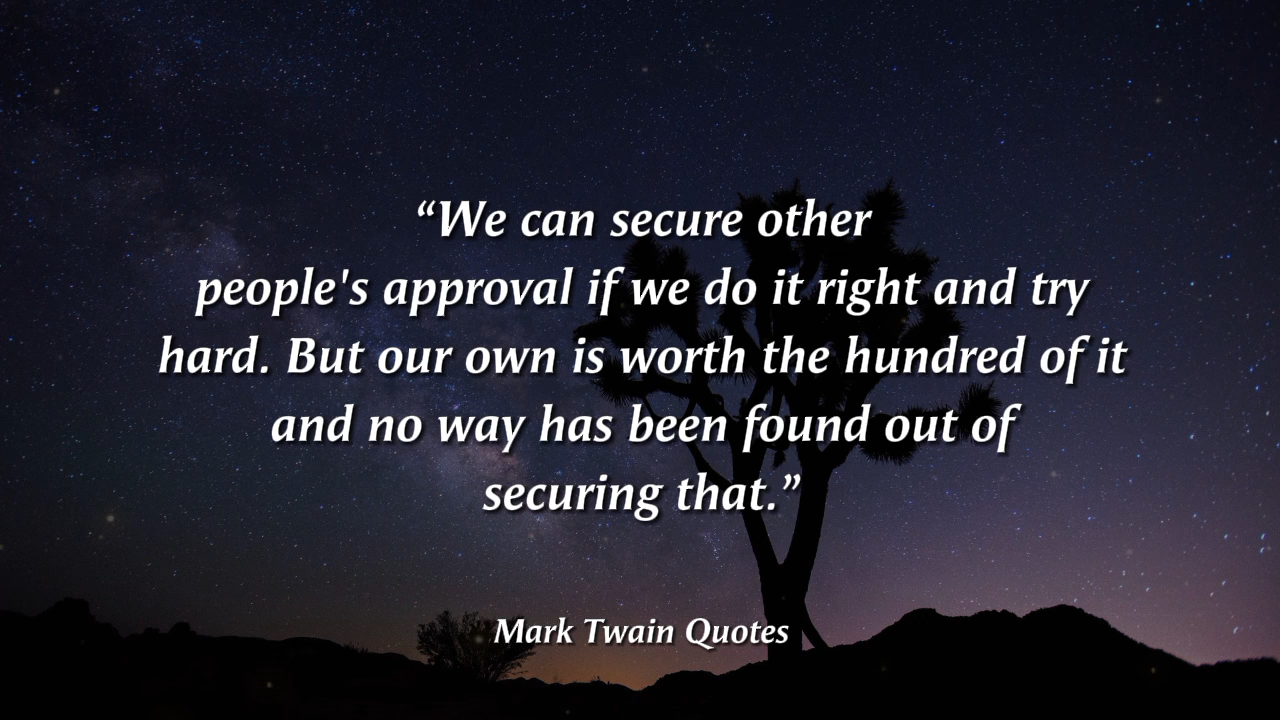 “We can secure other
people's approval if we do it right and try
hard. But our own is worth the hundred of it
and no way has been found out of
securing that.”
Mark Twain Quotes